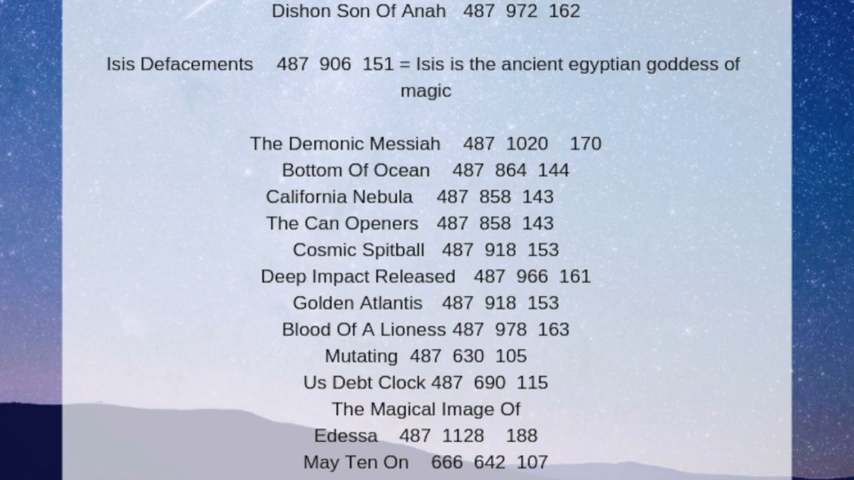 Dishon Son Of Anah 487 972 162
Isis Defacements 487 906 151 = Isis is the ancient egyptian goddess of
magic
The Demonic Messiah 487 1020 170
Bottom Of Ocean 487 864 144
California Nebula 487 858 143
The Can Openers 487 858 143
Cosmic Spitball 487 918 153
Deep Impact Released 487 966 161
Golden Atlantis 487 918 153
Blood Of A Lioness 487 978 163
Mutating 487 630 105
Us Debt Clock 487 690 115
The Magical Image Of
Edessa 487 1128 188
May Ten On 666 642 107